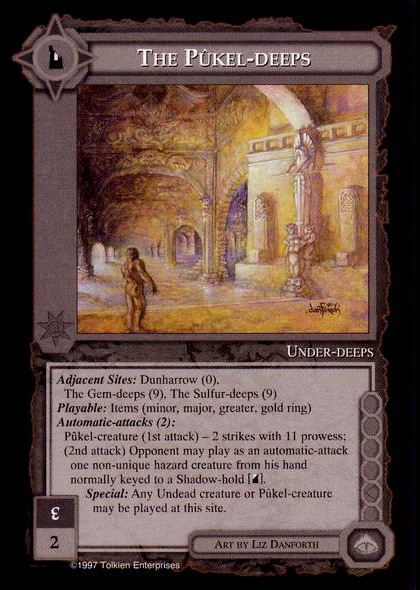 THE PÛKEL-DEEPS
danforth
UNDER-DEEPS
Adjacent Sites: Dunharrow (0),
The Gem-deeps (9), The Sulfur-deeps (9)
Playable: Items (minor, major, greater, gold ring)
Automatic-attacks (2):
Pûkel-creature (1st attack) – 2 strikes with 11 prowess;
(2nd attack) Opponent may play as an automatic-attack
one non-unique hazard creature from his hand
normally keyed to a Shadow-hold [].
Special: Any Undead creature or Pûkel-creature
may be played at this site.
ε
2
ART BY LIZ DANFORTH
©1997 Tolkien Enterprises